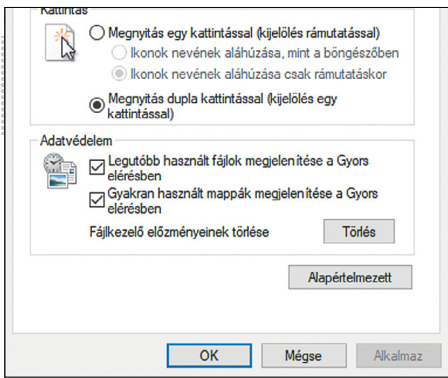 Kattintás
Megnyitás egy kattintással (kijelölés rámutatással)
Ikonok nevének aláhúzása, mint a böngészőben
Ikonok nevének aláhúzása csak rámutatáskor
Megnyitás dupla kattintással (kijelölés egy
kattintással)
Adatvédelem
Legutóbb használt fájlok megjelenítése a Gyors
elérésben
Gyakran használt mappák megjelenítése a Gyors
elérésben
Fájlkezelő előzményeinek törlése
Törlés
Alapértelmezett
OK
Mégse
Alkalmaz